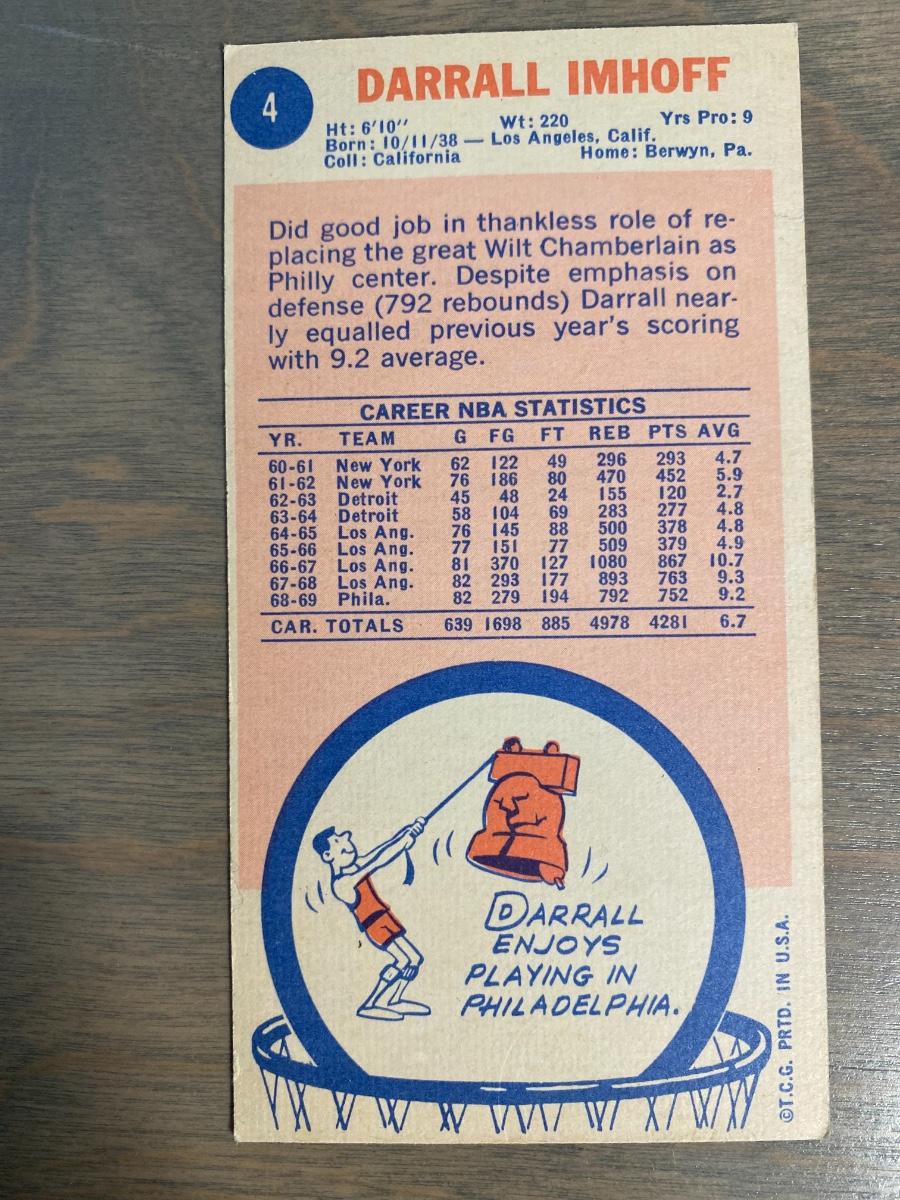 4
DARRALL IMHOFF
Ht: 6'10" Wt: 220 Yrs Pro: 9
Born: 10/11/38 — Los Angeles, Calif.
Coll: California Home: Berwyn, Pa.
Did good job in thankless role of re-
placing the great Wilt Chamberlain as
Philly center. Despite emphasis on
defense (792 rebounds) Darrall near-
ly equalled previous year's scoring
with 9.2 average.
CAREER NBA STATISTICS
YR. TEAM G FG FT REB PTS AVG
60-61 New York 62 122 49 296 293 4.7
61-62 New York 76 186 80 470 452 5.9
62-63 Detroit 45 48 24 155 120 2.7
63-64 Detroit 58 104 69 283 277 4.8
64-65 Los Ang. 76 145 88 500 378 4.8
65-66 Los Ang. 77 151 77 509 379 4.9
66-67 Los Ang. 81 370 127 1080 867 10.7
67-68 Los Ang. 82 293 177 893 763 9.3
68-69 Phila. 82 279 194 792 752 9.2
CAR. TOTALS 639 1698 885 4978 4281 6.7
DARRALL
ENJOYS
PLAYING IN
PHILADELPHIA.
©T.C.G. PRTD. IN U.S.A.